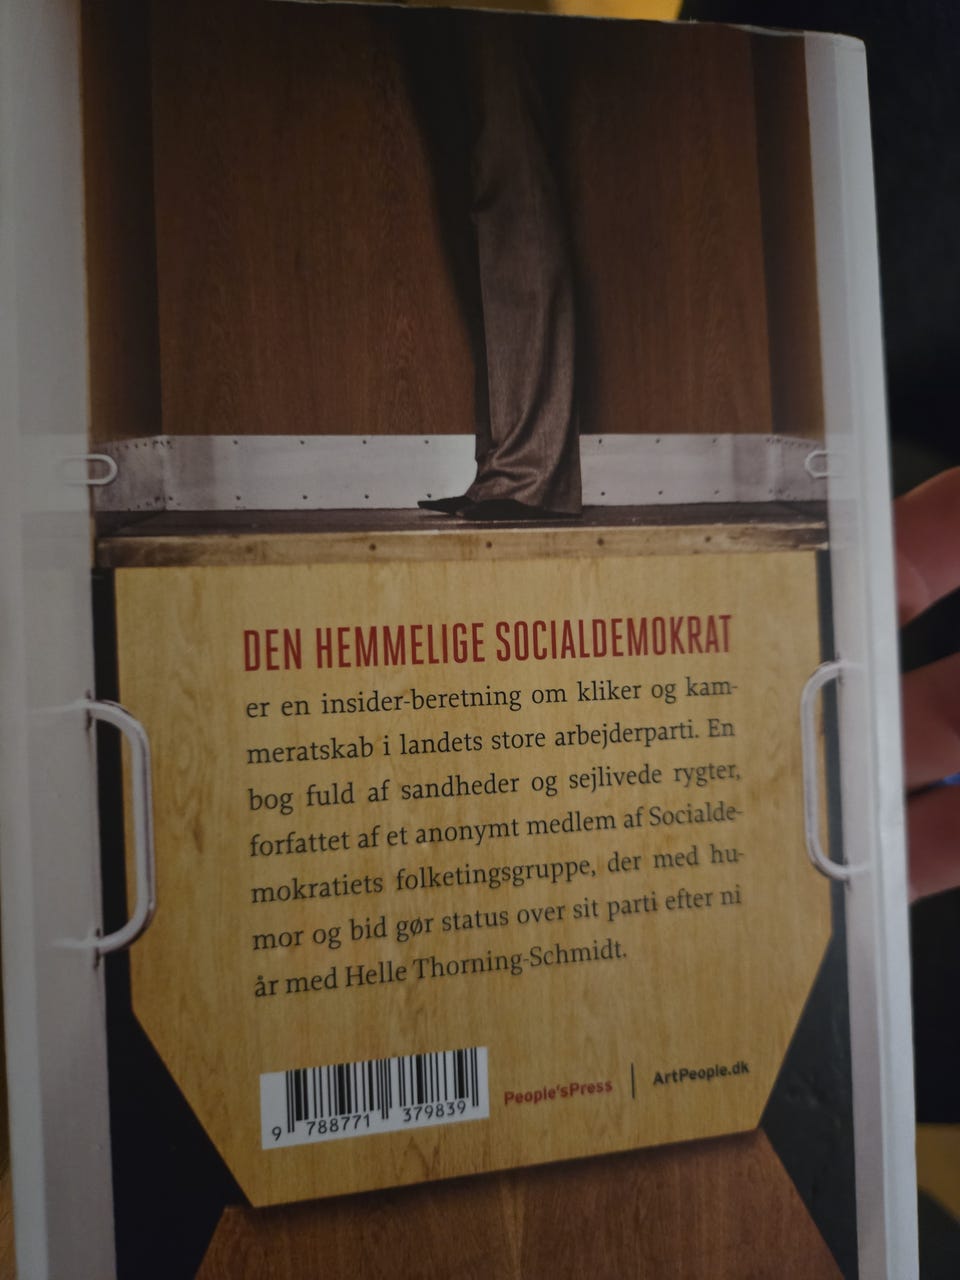 DEN HEMMELIGE SOCIALDEMOKRAT
er en insider-beretning om kliker og kam-
meratskab i landets store arbejderparti. En
bog fuld af sandheder og sejlivede rygter,
forfattet af et anonymt medlem af Socialde-
mokratiets folketingsgruppe, der med hu-
mor og bid gør status over sit parti efter ni
år med Helle Thorning-Schmidt.
9 788771 379839
People'sPress | ArtPeople.dk